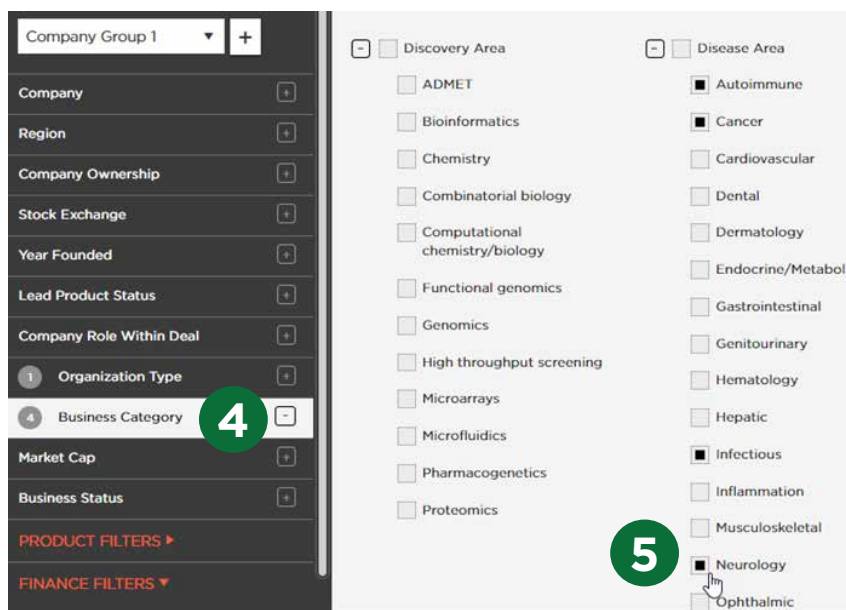 Company Group 1 ▼ +
Company +
Region +
Company Ownership +
Stock Exchange +
Year Founded +
Lead Product Status +
Company Role Within Deal +
1 Organization Type +
4 Business Category 4 -
Market Cap +
Business Status +
PRODUCT FILTERS ▶
FINANCE FILTERS ▼
- Discovery Area
ADMET
Bioinformatics
Chemistry
Combinatorial biology
Computational
chemistry/biology
Functional genomics
Genomics
High throughput screening
Microarrays
Microfluidics
Pharmacogenetics
Proteomics
- Disease Area
Autoimmune
Cancer
Cardiovascular
Dental
Dermatology
Endocrine/Metabol
Gastrointestinal
Genitourinary
Hematology
Hepatic
Infectious
Inflammation
Musculoskeletal
5 Neurology
Ophthalmic